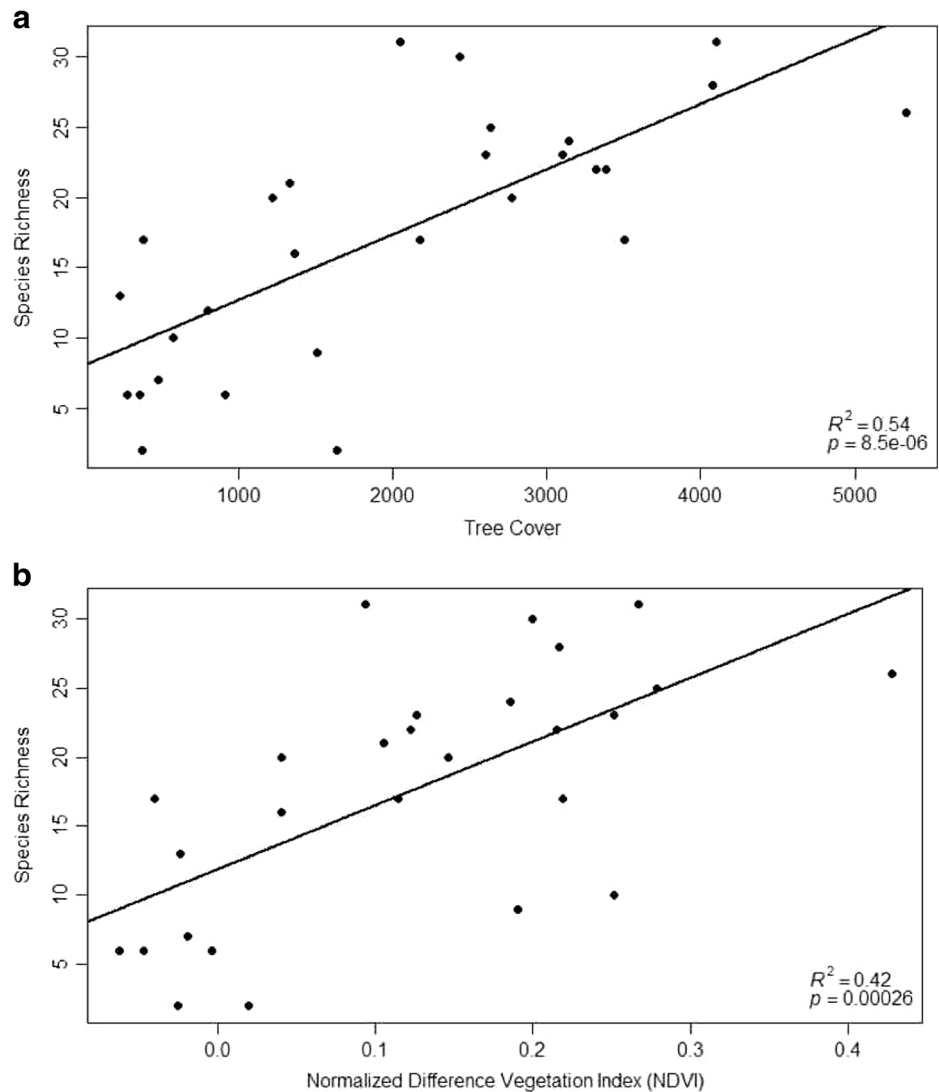 a
30
25
20
15
10
5
Species Richness
R² = 0.54
p = 8.5e-06
1000 2000 3000 4000 5000
Tree Cover
b
30
25
20
15
10
5
Species Richness
R² = 0.42
p = 0.00026
0.0 0.1 0.2 0.3 0.4
Normalized Difference Vegetation Index (NDVI)